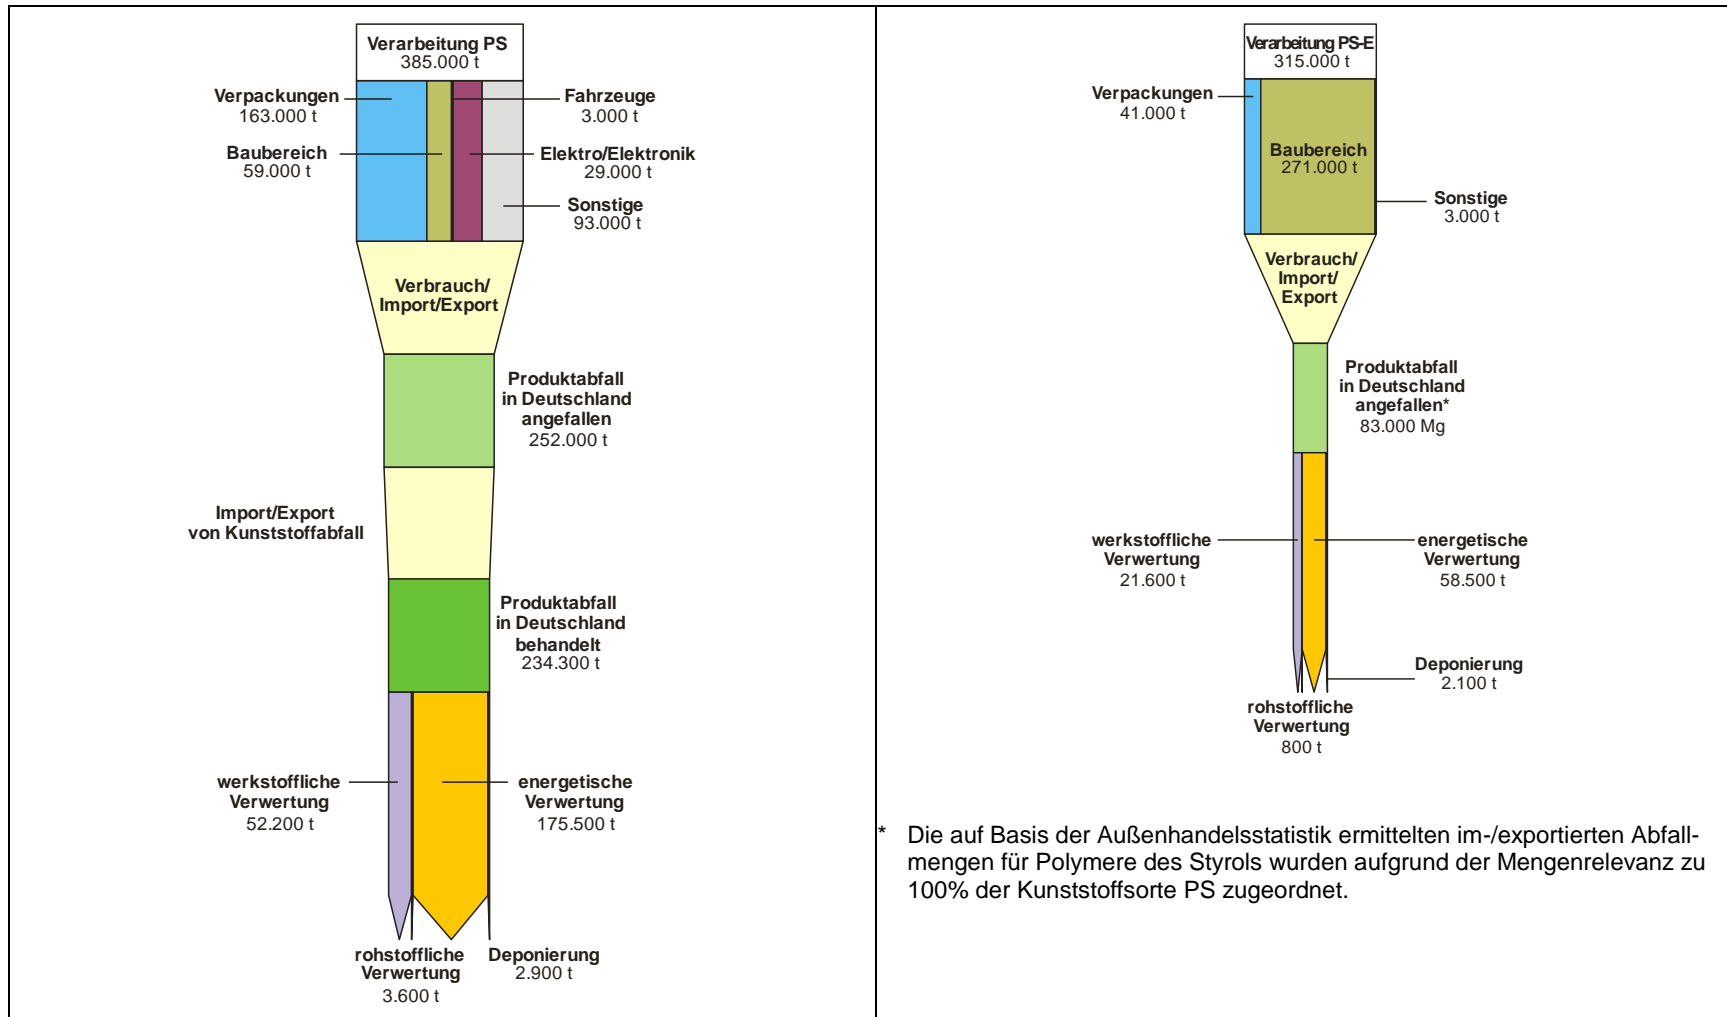 Verarbeitung PS
385.000 t
Verpackungen
163.000 t
Fahrzeuge
3.000 t
Baubereich
59.000 t
Elektro/Elektronik
29.000 t
Sonstige
93.000 t
Verbrauch/
Import/Export
Produktabfall
in Deutschland
angefallen
252.000 t
Import/Export
von Kunststoffabfall
Produktabfall
in Deutschland
behandelt
234.300 t
werkstoffliche
Verwertung
52.200 t
energetische
Verwertung
175.500 t
rohstoffliche
Verwertung
3.600 t
Deponierung
2.900 t
Verarbeitung PS-E
315.000 t
Verpackungen
41.000 t
Baubereich
271.000 t
Sonstige
3.000 t
Verbrauch/
Import/
Export
Produktabfall
in Deutschland
angefallen*
83.000 Mg
werkstoffliche
Verwertung
21.600 t
energetische
Verwertung
58.500 t
Deponierung
2.100 t
rohstoffliche
Verwertung
800 t
* Die auf Basis der Außenhandelsstatistik ermittelten im-/exportierten Abfall-
mengen für Polymere des Styrols wurden aufgrund der Mengenrelevanz zu
100% der Kunststoffsorte PS zugeordnet.